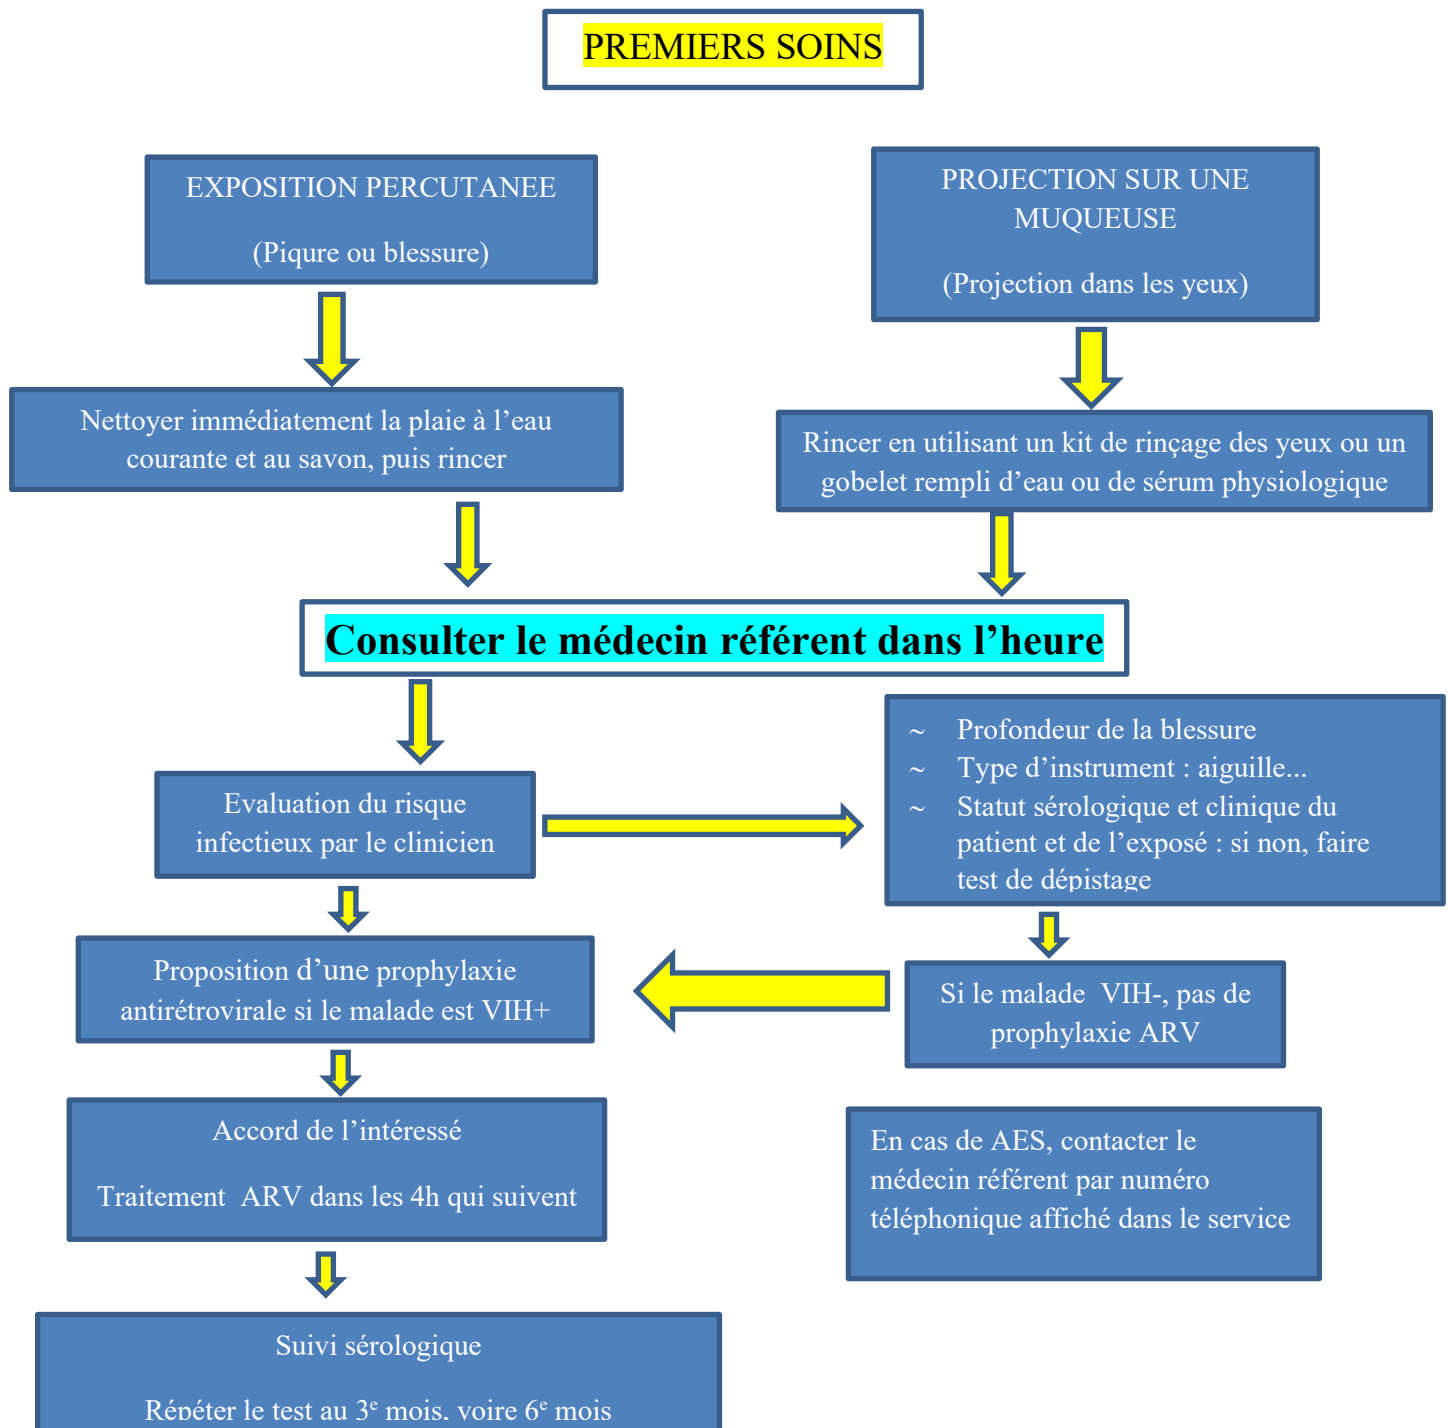 PREMIERS SOINS
EXPOSITION PERCUTANEE
(Piqure ou blessure)
PROJECTION SUR UNE
MUQUEUSE
(Projection dans les yeux)
Nettoyer immédiatement la plaie à l’eau
courante et au savon, puis rincer
Rincer en utilisant un kit de rinçage des yeux ou un
gobelet rempli d’eau ou de sérum physiologique
Consulter le médecin référent dans l’heure
Evaluation du risque
infectieux par le clinicien
~ Profondeur de la blessure
~ Type d’instrument : aiguille...
~ Statut sérologique et clinique du
patient et de l’exposé : si non, faire
test de dépistage
Proposition d’une prophylaxie
antirétrovirale si le malade est VIH+
Si le malade VIH-, pas de
prophylaxie ARV
Accord de l’intéressé
Traitement ARV dans les 4h qui suivent
En cas de AES, contacter le
médecin référent par numéro
téléphonique affiché dans le service
Suivi sérologique
Répéter le test au 3e mois, voire 6e mois